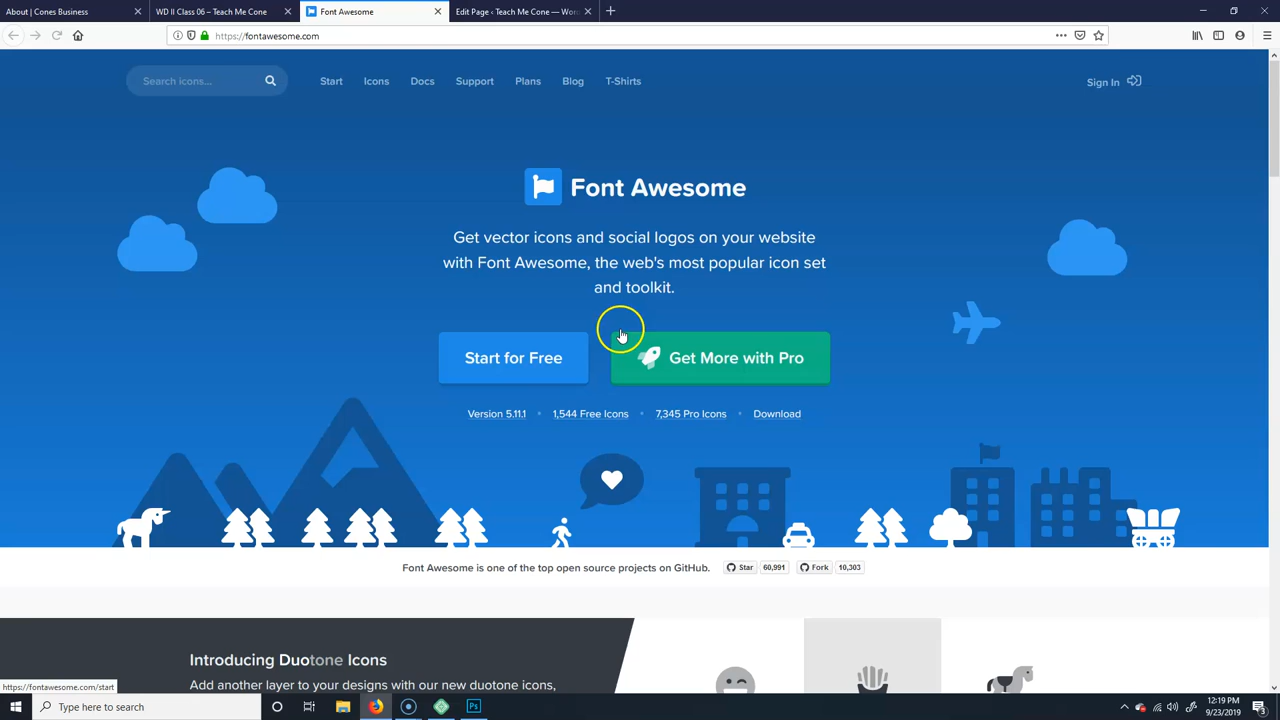 About | Cones Business
WD II Class 06 – Teach Me Cone
Font Awesome
Edit Page ‹ Teach Me Cone — Wor
https://fontawesome.com
Search icons...
Start
Icons
Docs
Support
Plans
Blog
T-Shirts
Sign In
Font Awesome
Get vector icons and social logos on your website
with Font Awesome, the web's most popular icon set
and toolkit.
Start for Free
Get More with Pro
Version 5.11.1
1,544 Free Icons
7,345 Pro Icons
Download
Font Awesome is one of the top open source projects on GitHub.
Star
60,991
Fork
10,303
Introducing Duotone Icons
Add another layer to your designs with our new duotone icons,
https://fontawesome.com/start
Type here to search
Ps
12:19 PM
9/23/2019
3